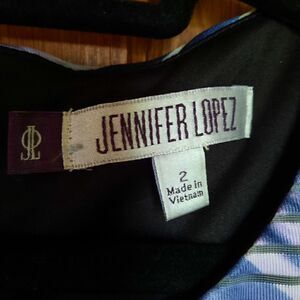 JL
JENNIFER LOPEZ
2
Made in
Vietnam